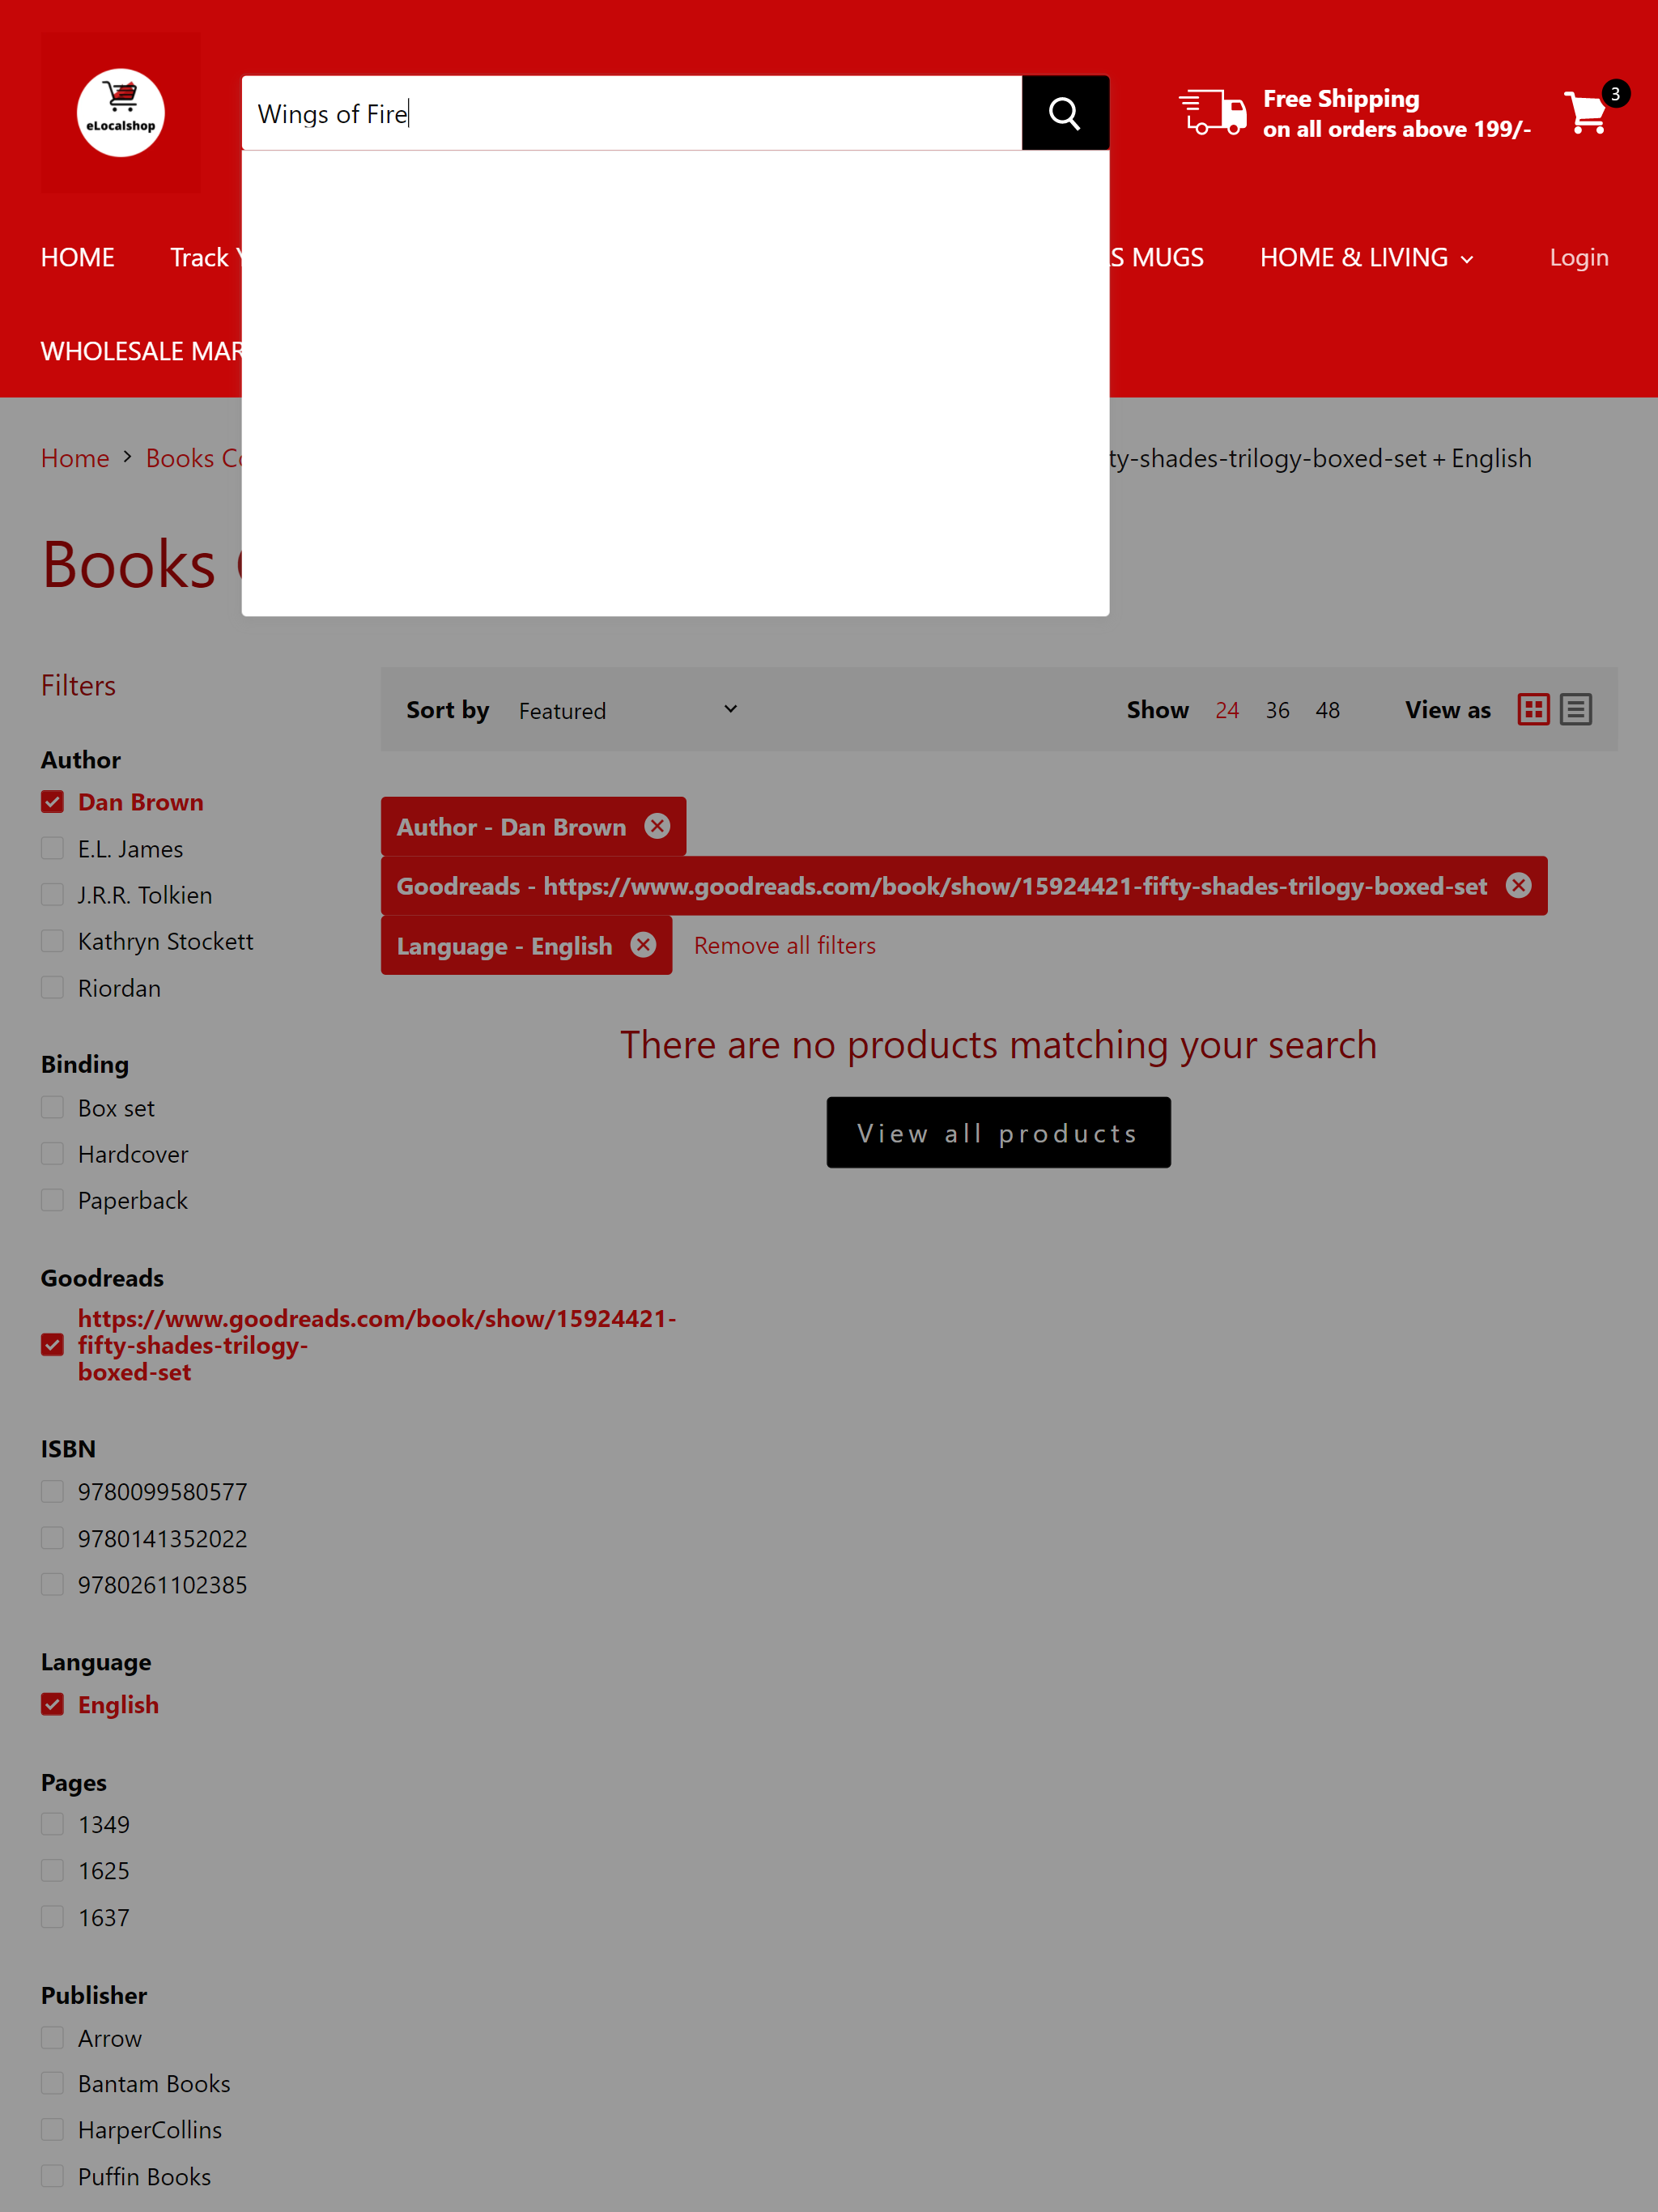 eLocalshop
Wings of Fire
Free Shipping
on all orders above 199/-
3
HOME
Track
S MUGS
HOME & LIVING
Login
WHOLESALE MAR
Home
Books
ty-shades-trilogy-boxed-set + English
Books
Filters
Sort by
Featured
Show
24
36
48
View as
Author
Dan Brown
E.L. James
J.R.R. Tolkien
Kathryn Stockett
Riordan
Author - Dan Brown
Goodreads - https://www.goodreads.com/book/show/15924421-fifty-shades-trilogy-boxed-set
Language - English
Remove all filters
There are no products matching your search
View all products
Binding
Box set
Hardcover
Paperback
Goodreads
https://www.goodreads.com/book/show/15924421-
fifty-shades-trilogy-
boxed-set
ISBN
9780099580577
9780141352022
9780261102385
Language
English
Pages
1349
1625
1637
Publisher
Arrow
Bantam Books
HarperCollins
Puffin Books